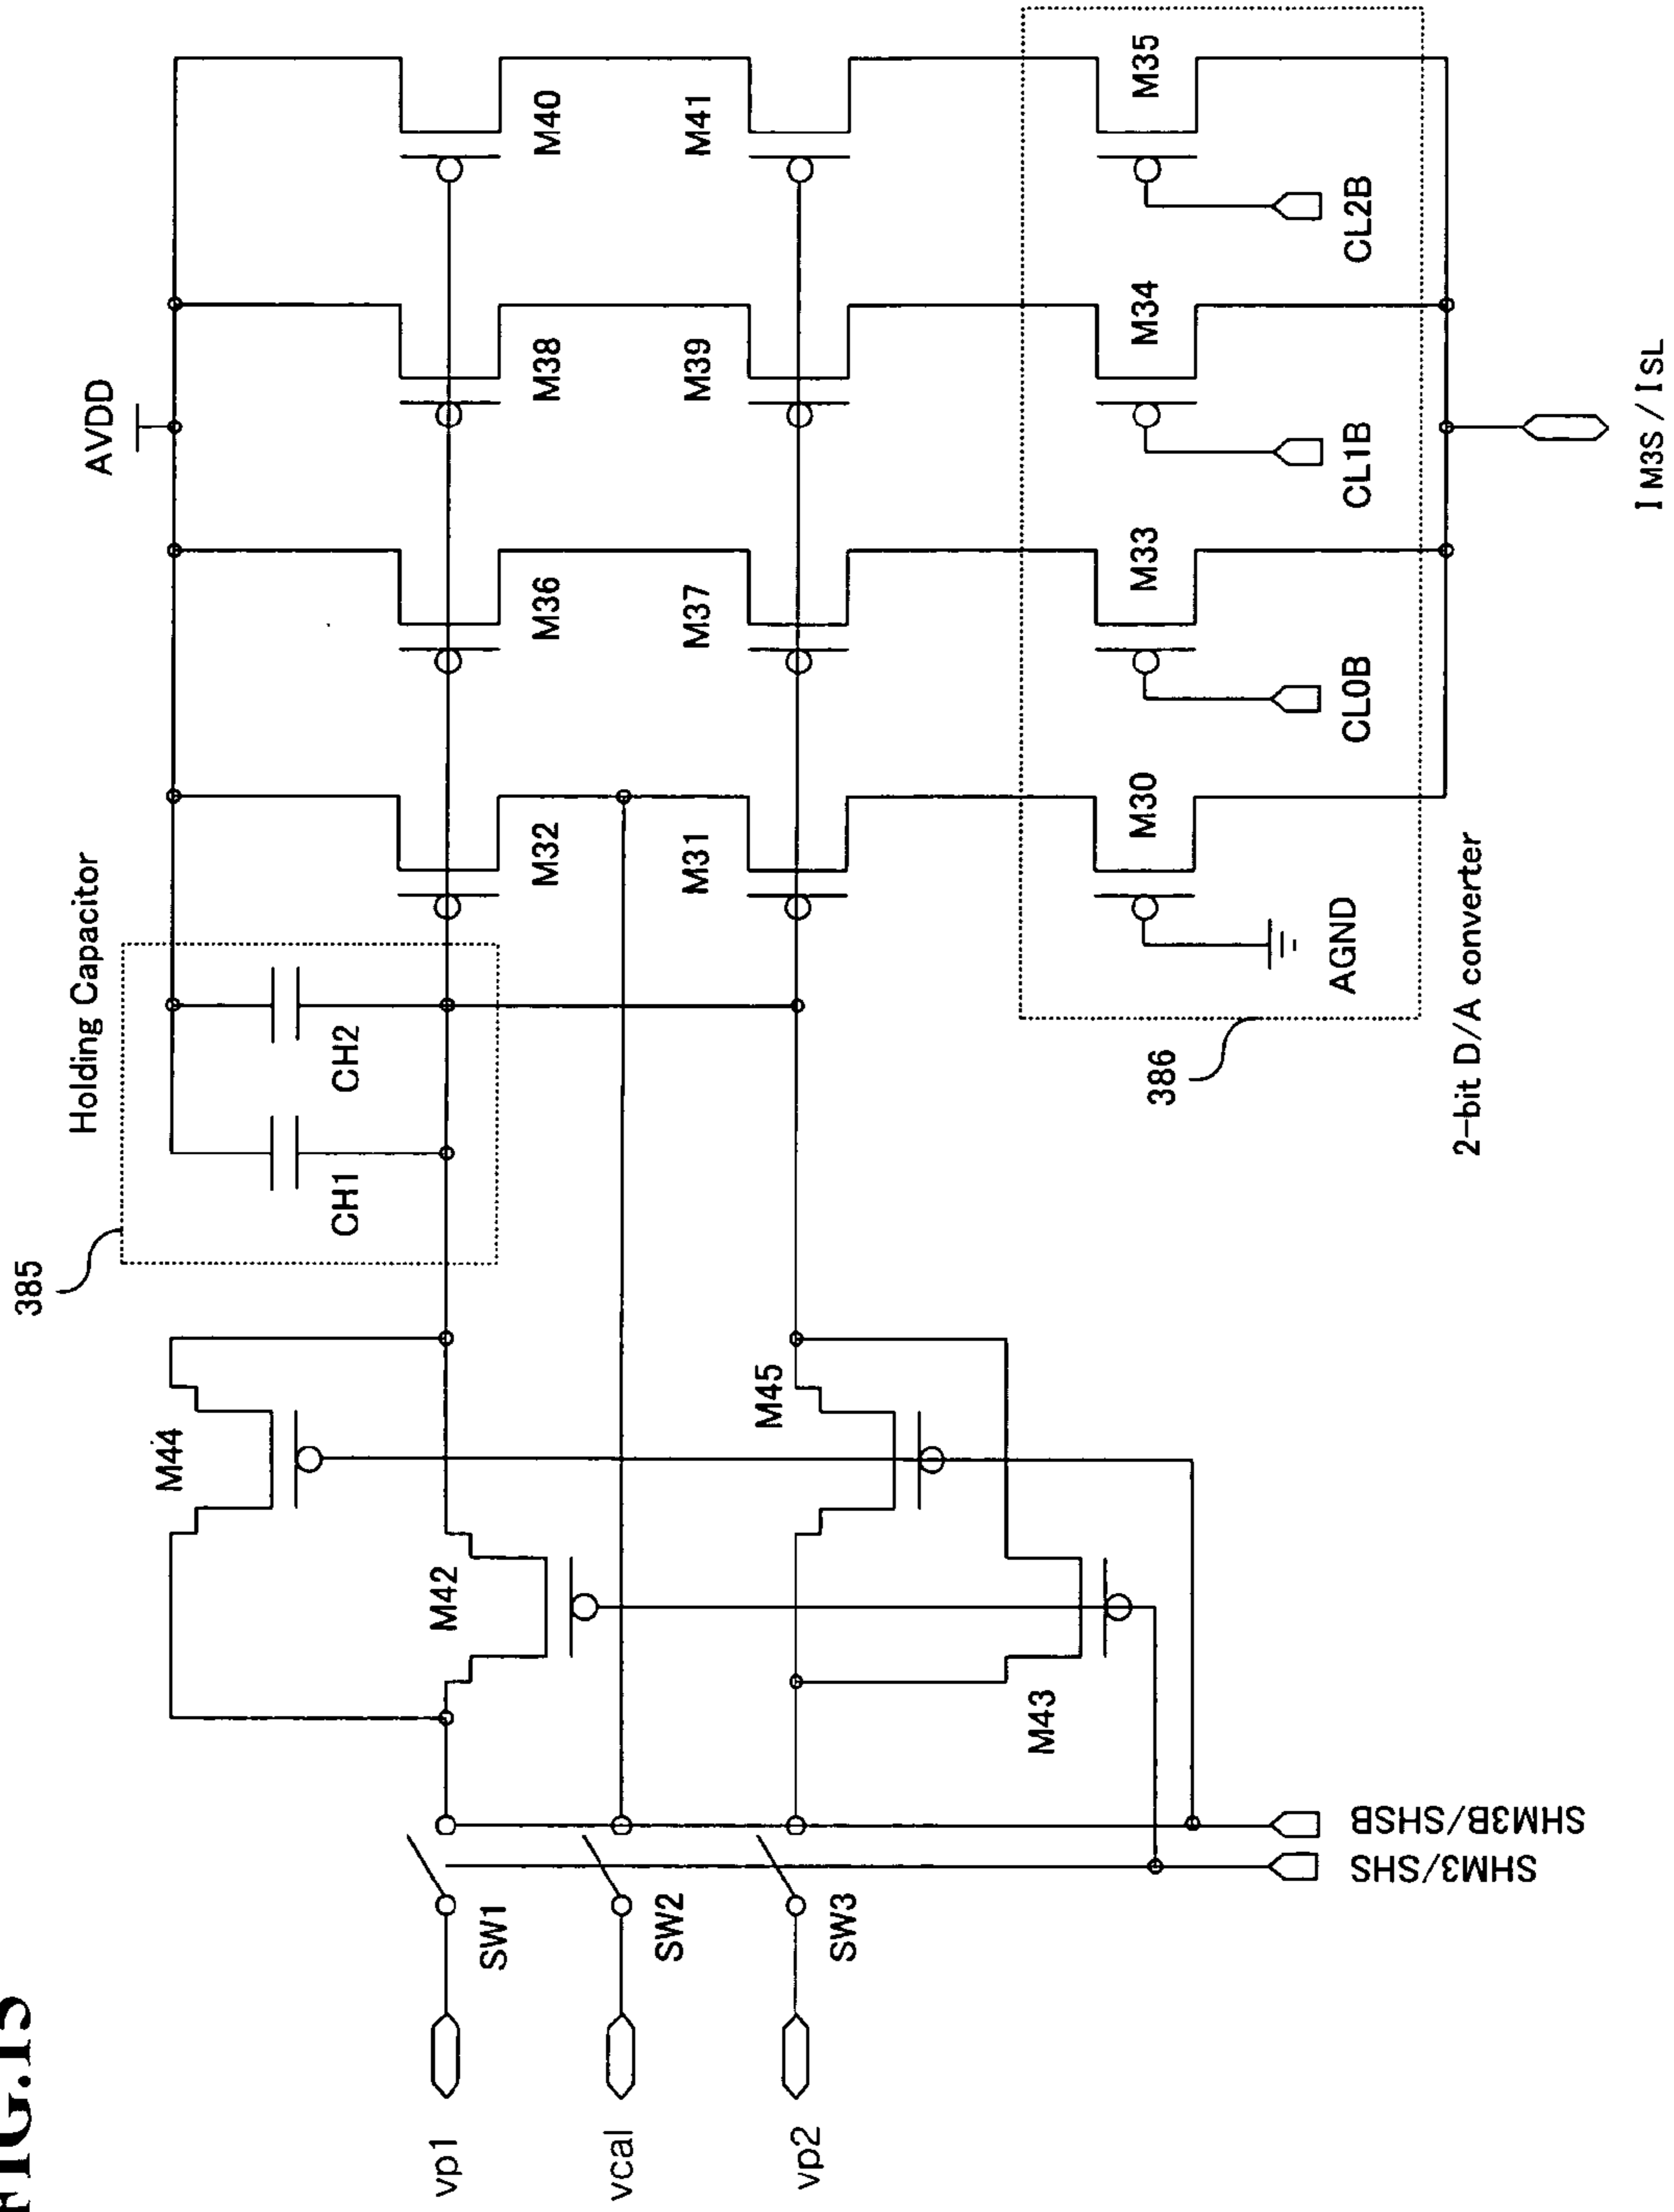 FIG.15
385
Holding Capacitor
AVDD
CH1
CH2
M44
M42
M45
M43
M32
M36
M38
M40
M31
M37
M39
M41
M30
M33
M34
M35
AGND
CL0B
CL1B
CL2B
386
2-bit D/A converter
IM3S/ISL
vp1
vcal
vp2
SW1
SW2
SW3
SHM3B/SHSB
SHM3/SHS